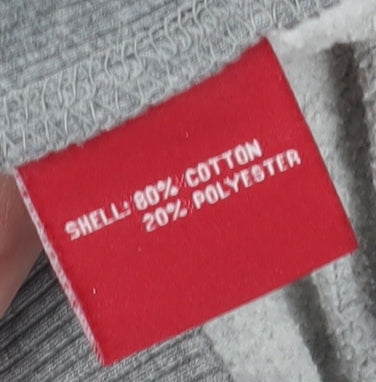 SHELL: 80% COTTON
20% POLYESTER